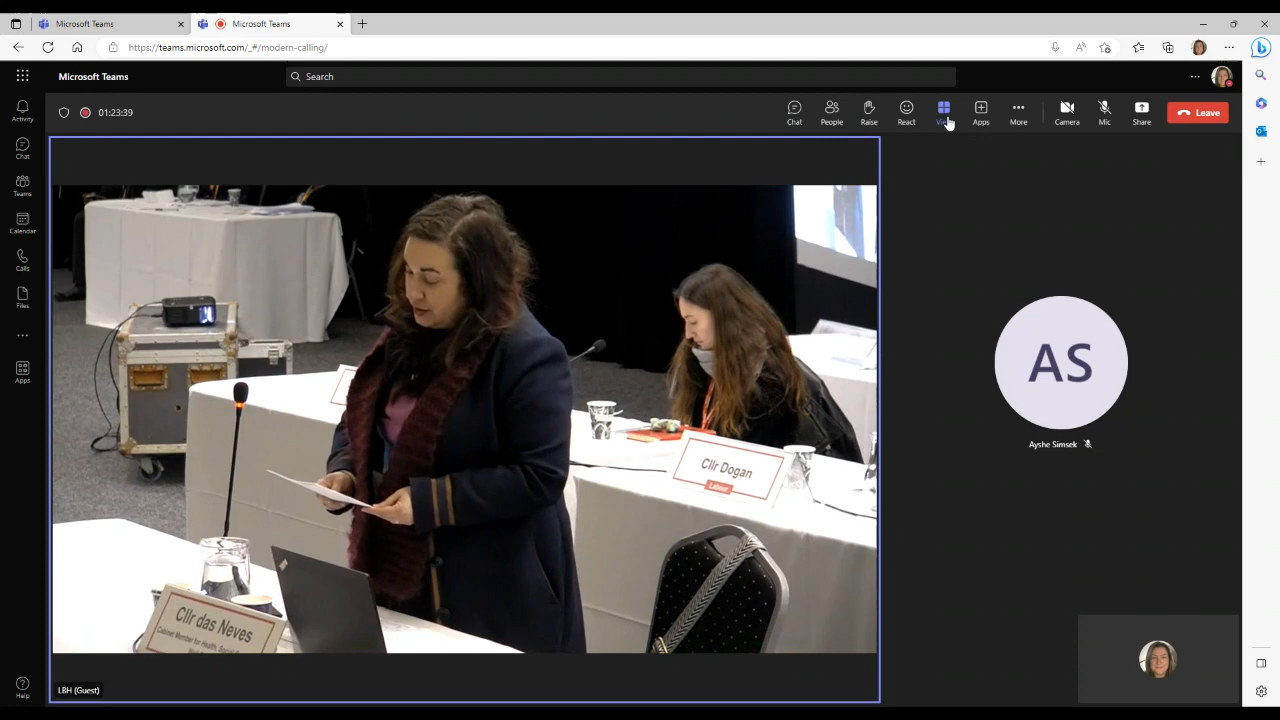 Microsoft Teams
Microsoft Teams
https://teams.microsoft.com/_#/modern-calling/
Microsoft Teams
Search
01:23:39
Chat
People
Raise
React
Apps
More
Camera
Mic
Share
Leave
Activity
Chat
Teams
Calendar
Calls
Files
Apps
Help
Cllr Dogan
Labour
Cllr das Neves
Cabinet Member for Health, Social
LBH (Guest)
AS
Ayshe Simsek